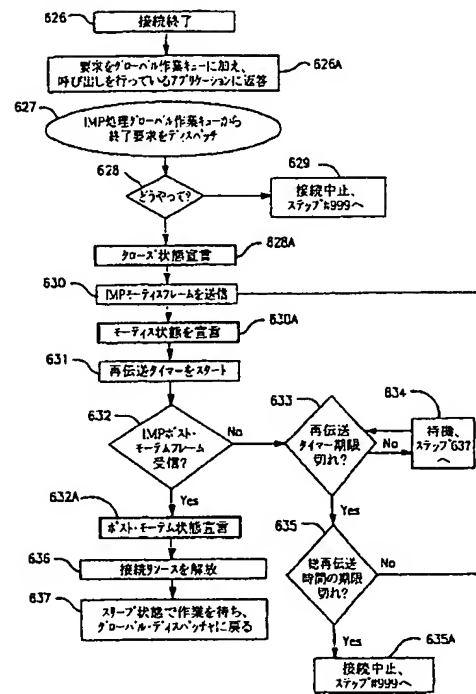 626
接続終了
要求をグローバル作業キューに加え、
呼び出しを行っているアプリケーションに返答
626A
627
IMP処理グローバル作業キューから
終了要求をディスパッチ
628
どうやって?
629
接続中止、
ステップ#999へ
628A
クローズ状態宣言
630
IMPモーティスフレームを送信
630A
モーティス状態を宣言
631
再伝送タイマーをスタート
632
IMPポスト・
モーテムフレーム
受信?
No
Yes
633
再伝送
タイマー期限
切れ?
No
Yes
634
待機、
ステップ637
へ
632A
ポスト・モーテム状態宣言
635
総再伝送
時間の期限
切れ?
No
Yes
636
接続リソースを解放
637
スリープ状態で作業を待ち、
グローバル・ディスパッチャに戻る
635A
接続中止、
ステップ#999へ